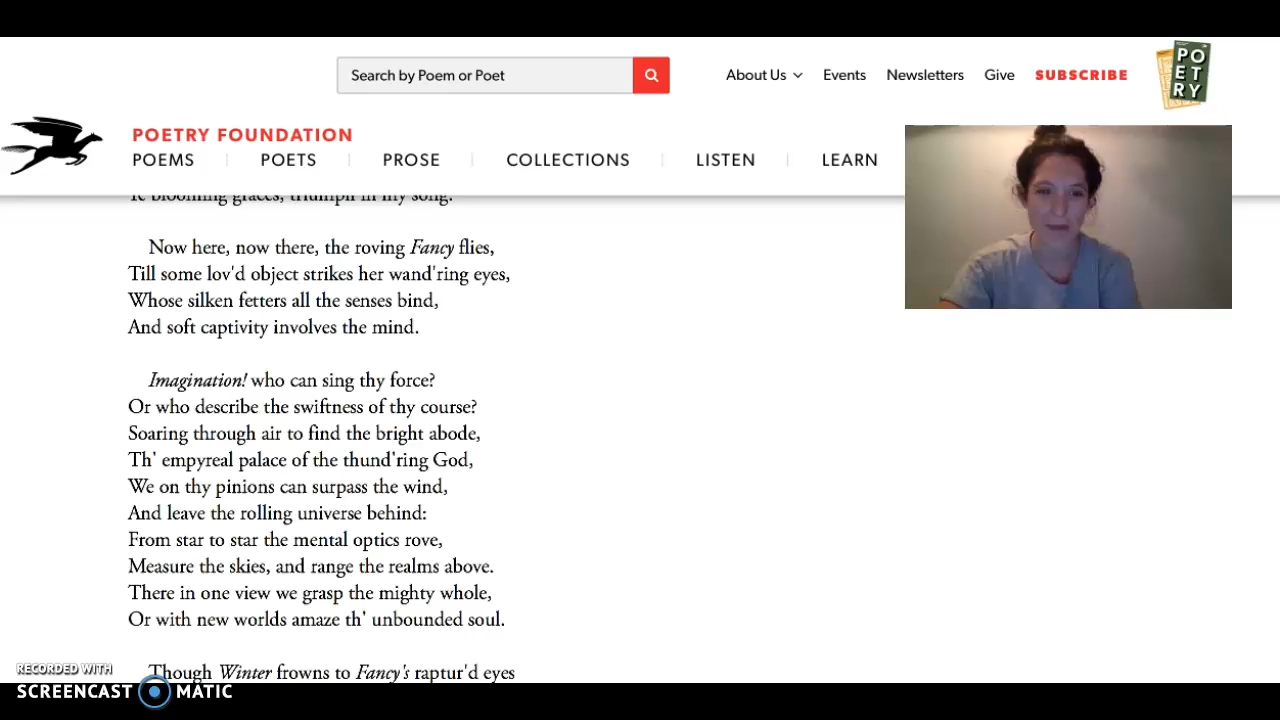 Search by Poem or Poet
About Us Events Newsletters Give SUBSCRIBE
PO
ET
RY
POETRY FOUNDATION
POEMS POETS PROSE COLLECTIONS LISTEN LEARN
Ye blooming graces, triumph in my song.
Now here, now there, the roving Fancy flies,
Till some lov'd object strikes her wand'ring eyes,
Whose silken fetters all the senses bind,
And soft captivity involves the mind.
Imagination! who can sing thy force?
Or who describe the swiftness of thy course?
Soaring through air to find the bright abode,
Th' empyreal palace of the thund'ring God,
We on thy pinions can surpass the wind,
And leave the rolling universe behind:
From star to star the mental optics rove,
Measure the skies, and range the realms above.
There in one view we grasp the mighty whole,
Or with new worlds amaze th' unbounded soul.
Though Winter frowns to Fancy's raptur'd eyes
RECORDED WITH
SCREENCAST MATIC